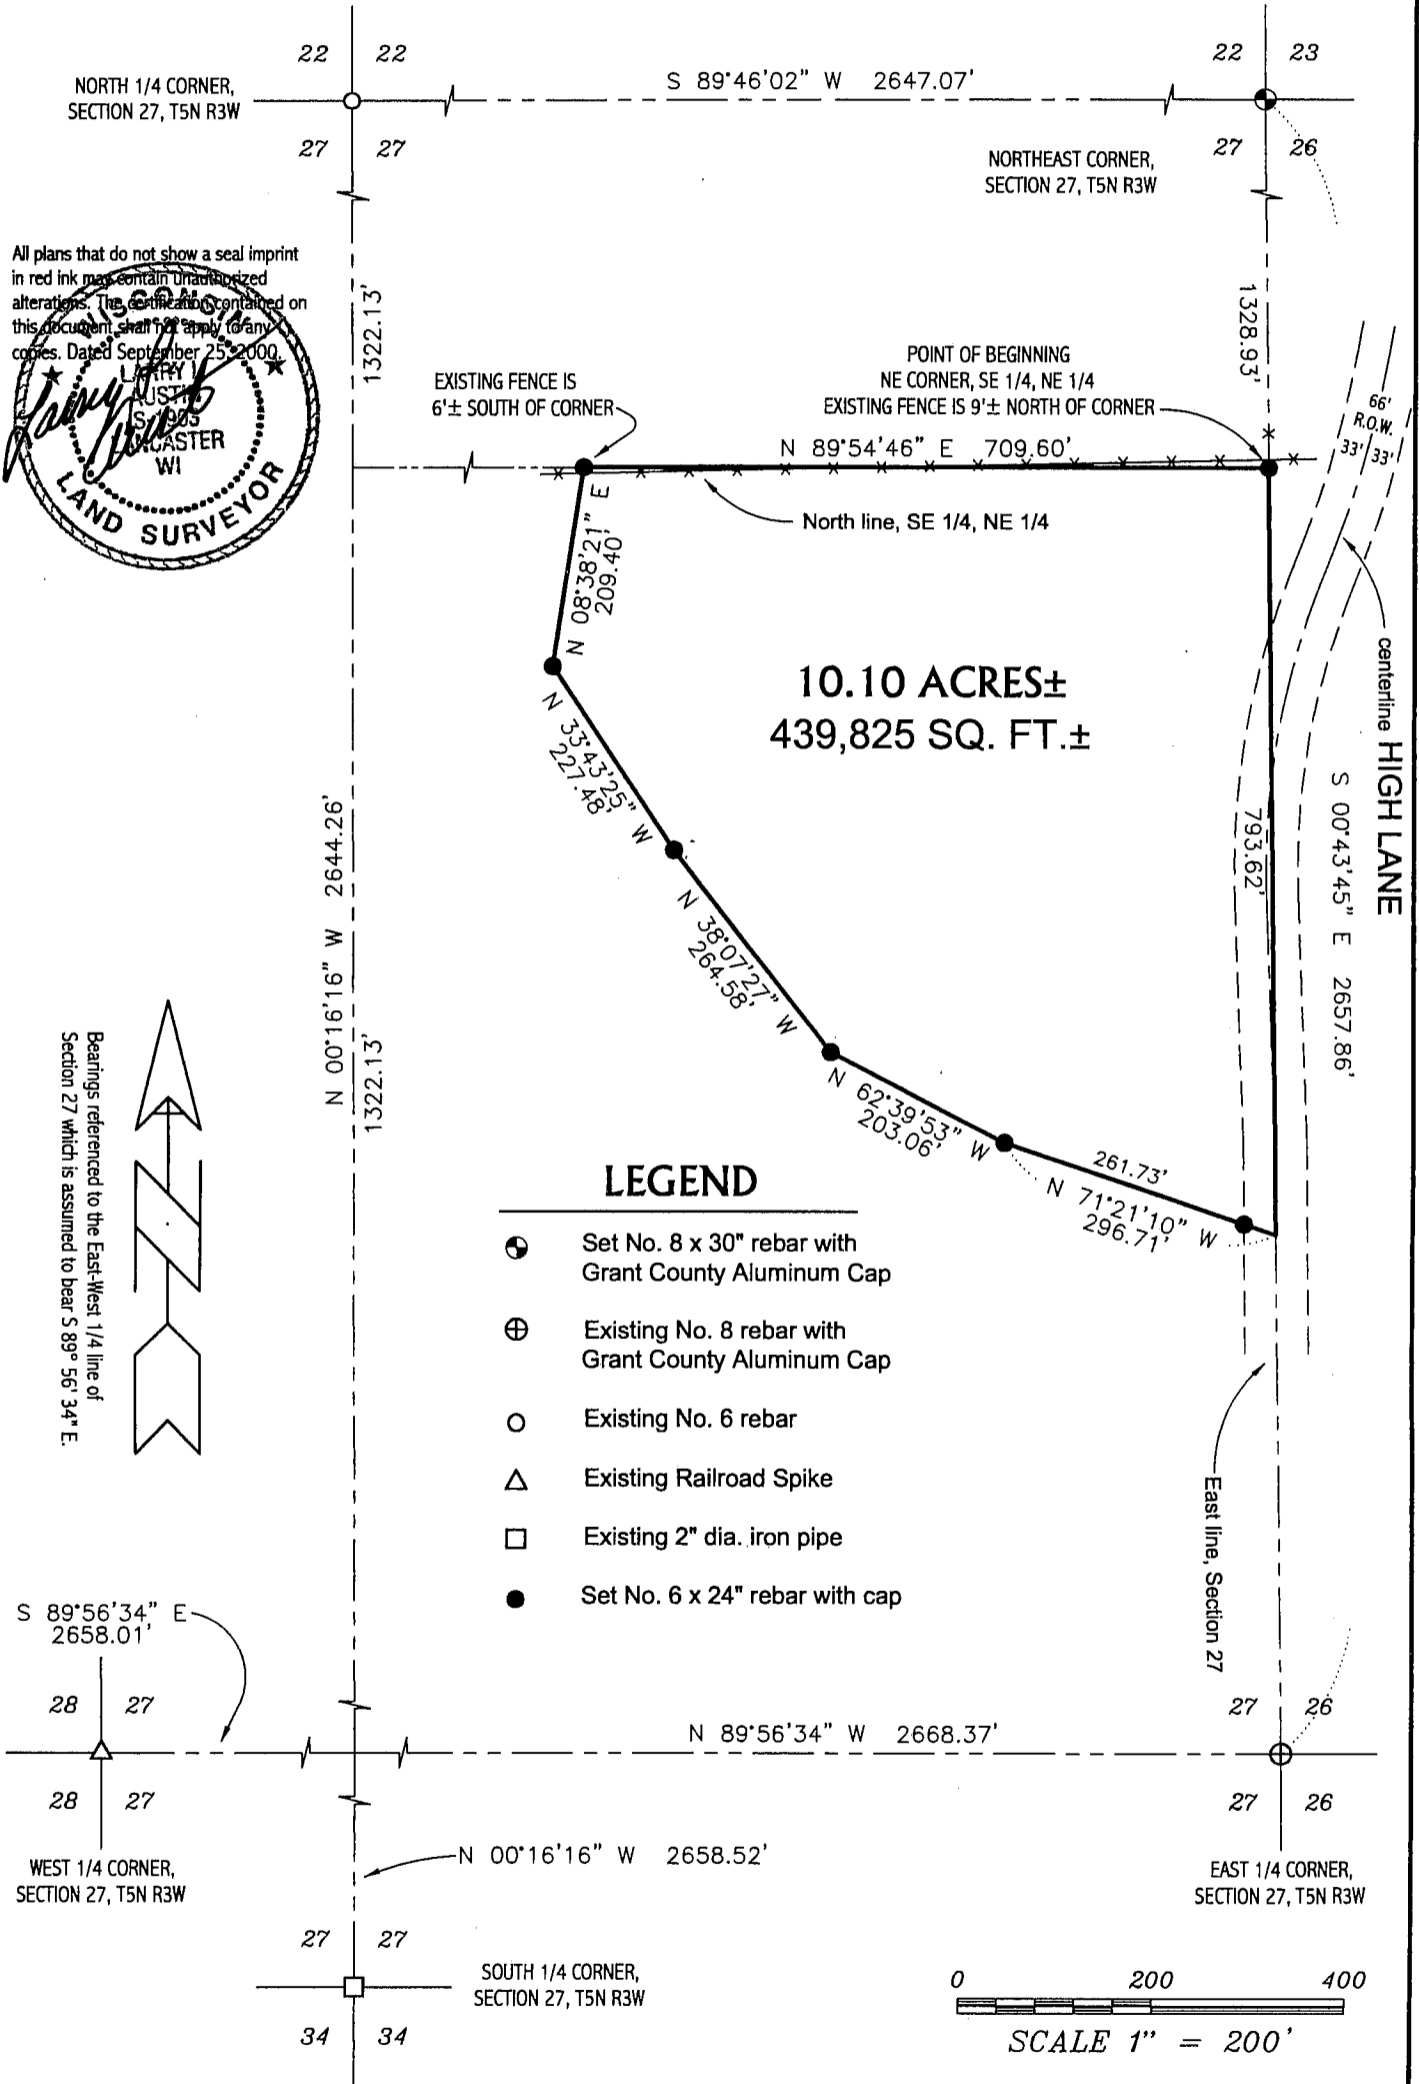 22 22
S 89°46'02" W 2647.07'
22 23
NORTH 1/4 CORNER,
SECTION 27, T5N R3W
27 27
NORTHEAST CORNER,
SECTION 27, T5N R3W
27 26
All plans that do not show a seal imprint
in red ink may contain unauthorized
alterations. The certification contained on
this document shall not apply to any
copies. Dated September 25, 2000.
WISCONSIN
LARRY
S-1903
WI
LAND SURVEYOR
1322.13'
1328.93'
EXISTING FENCE IS
6'± SOUTH OF CORNER
POINT OF BEGINNING
NE CORNER, SE 1/4, NE 1/4
EXISTING FENCE IS 9'± NORTH OF CORNER
66'
R.O.W.
33' 33'
N 89°54'46" E 709.60'
North line, SE 1/4, NE 1/4
N 08°38'21" E
209.40'
10.10 ACRES±
439,825 SQ. FT.±
centerline HIGH LANE
N 33°43'25" W
227.48'
793.62'
S 00°43'45" E 2657.86'
N 00°16'16" W 2644.26'
N 38°07'27" W
264.58'
1322.13'
N 62°39'53" W
203.06'
261.73'
N 71°21'10" W
296.71'
Bearings referenced to the East-West 1/4 line of
Section 27 which is assumed to bear S 89° 56' 34" E.
LEGEND
Set No. 8 x 30" rebar with
Grant County Aluminum Cap
Existing No. 8 rebar with
Grant County Aluminum Cap
Existing No. 6 rebar
Existing Railroad Spike
Existing 2" dia. iron pipe
Set No. 6 x 24" rebar with cap
East line, Section 27
S 89°56'34" E
2658.01'
28 27
27 26
N 89°56'34" W 2668.37'
28 27
27 26
WEST 1/4 CORNER,
SECTION 27, T5N R3W
N 00°16'16" W 2658.52'
EAST 1/4 CORNER,
SECTION 27, T5N R3W
27 27
SOUTH 1/4 CORNER,
SECTION 27, T5N R3W
34 34
0 200 400
SCALE 1" = 200'